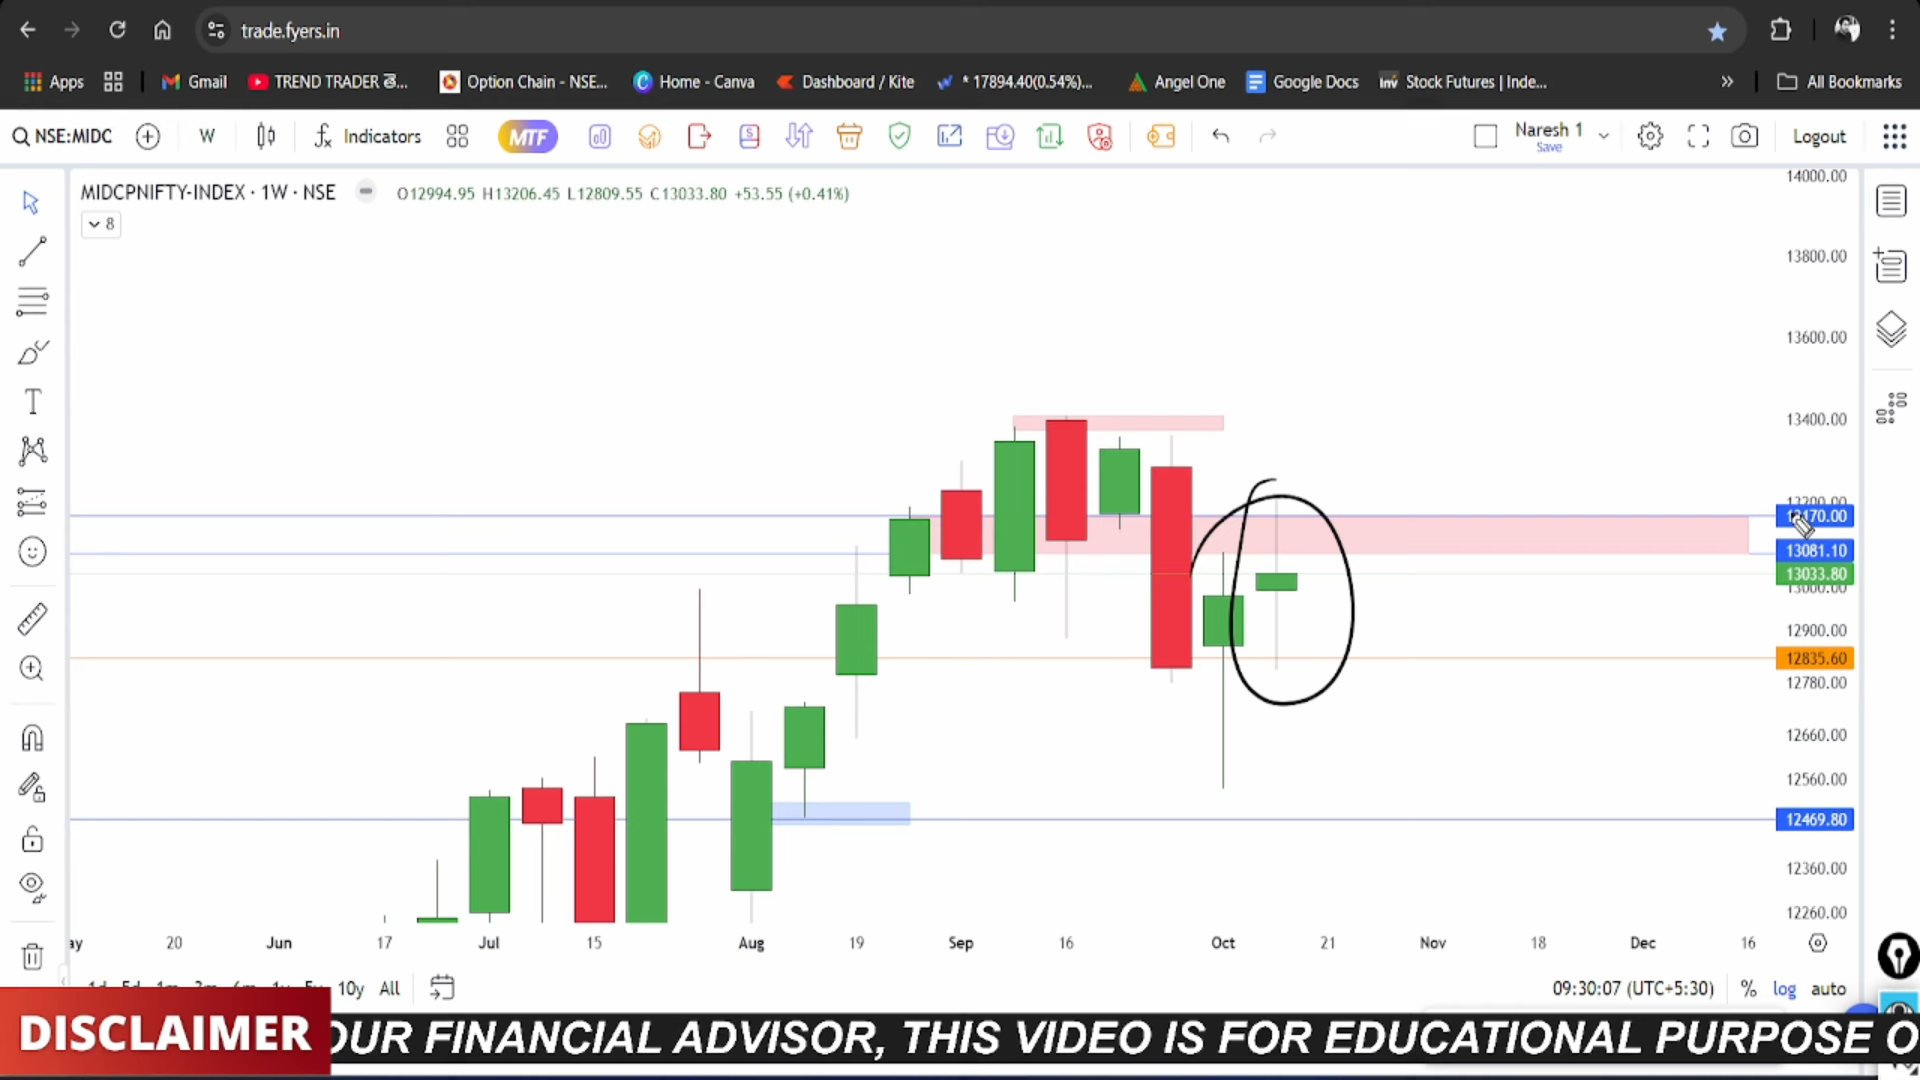 trade.fyers.in
Apps
Gmail
TREND TRADER తె...
Option Chain - NSE...
Home - Canva
Dashboard / Kite
* 17894.40(0.54%)...
Angel One
Google Docs
Inv Stock Futures | Inde...
»
All Bookmarks
NSE:MIDC
W
Indicators
MTF
Naresh 1
Save
Logout
MIDCPNIFTY-INDEX · 1W · NSE
O12994.95 H13206.45 L12809.55 C13033.80 +53.55 (+0.41%)
8
14000.00
13800.00
13600.00
13400.00
13081.10
13033.80
13000.00
12900.00
12835.60
12780.00
12660.00
12560.00
12469.80
12360.00
12260.00
ay 20 Jun 17 Jul 15 Aug 19 Sep 16 Oct 21 Nov 18 Dec 16
10y All
09:30:07 (UTC+5:30) % log auto
DISCLAIMER
OUR FINANCIAL ADVISOR, THIS VIDEO IS FOR EDUCATIONAL PURPOSE O